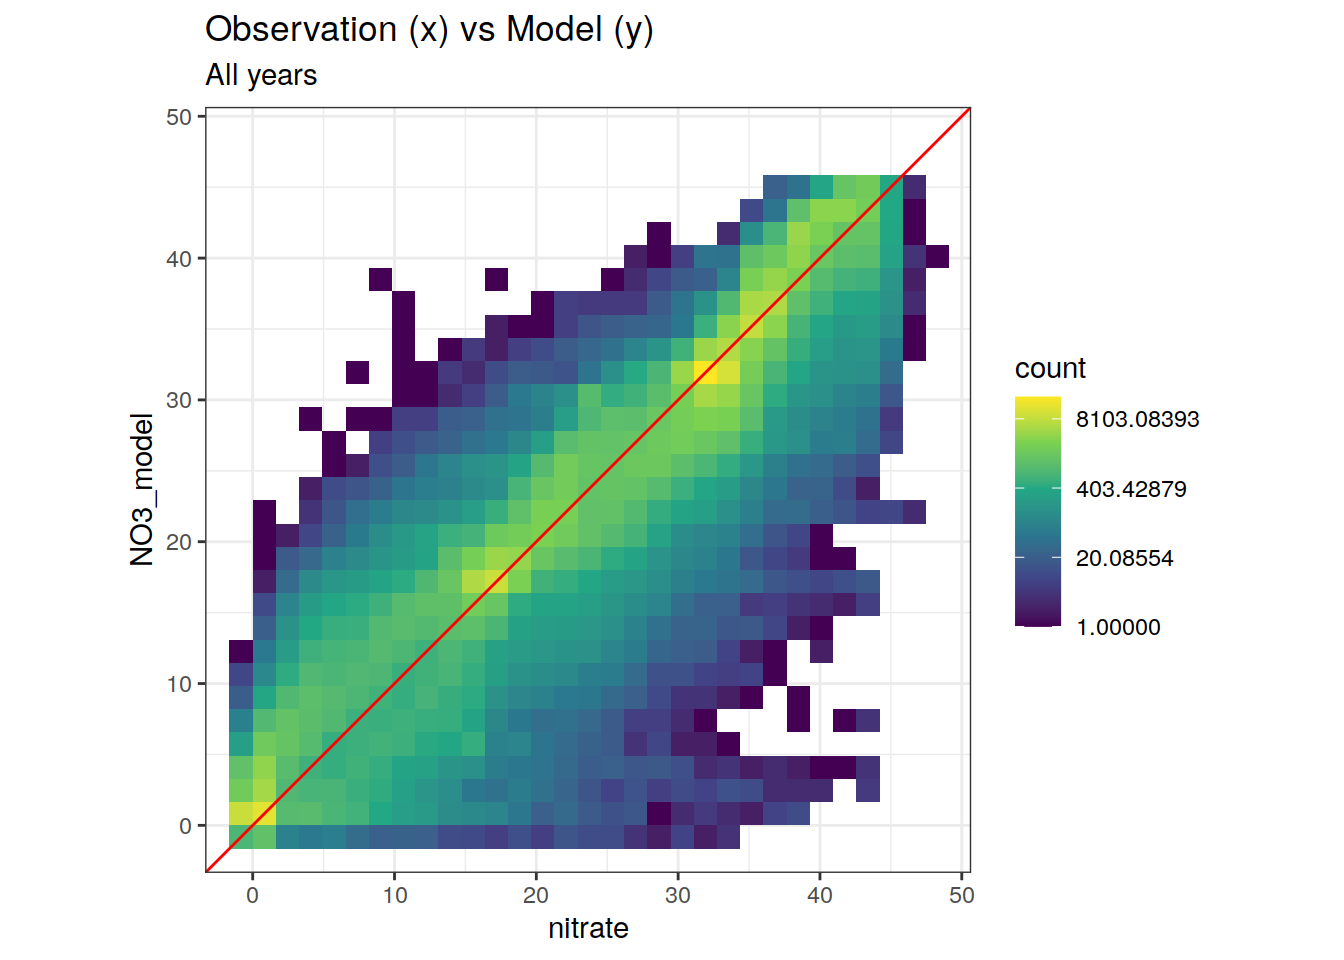 Observation (x) vs Model (y)
All years
50
40
30
20
10
0
NO3_model
0 10 20 30 40 50
nitrate
count
8103.08393
403.42879
20.08554
1.00000